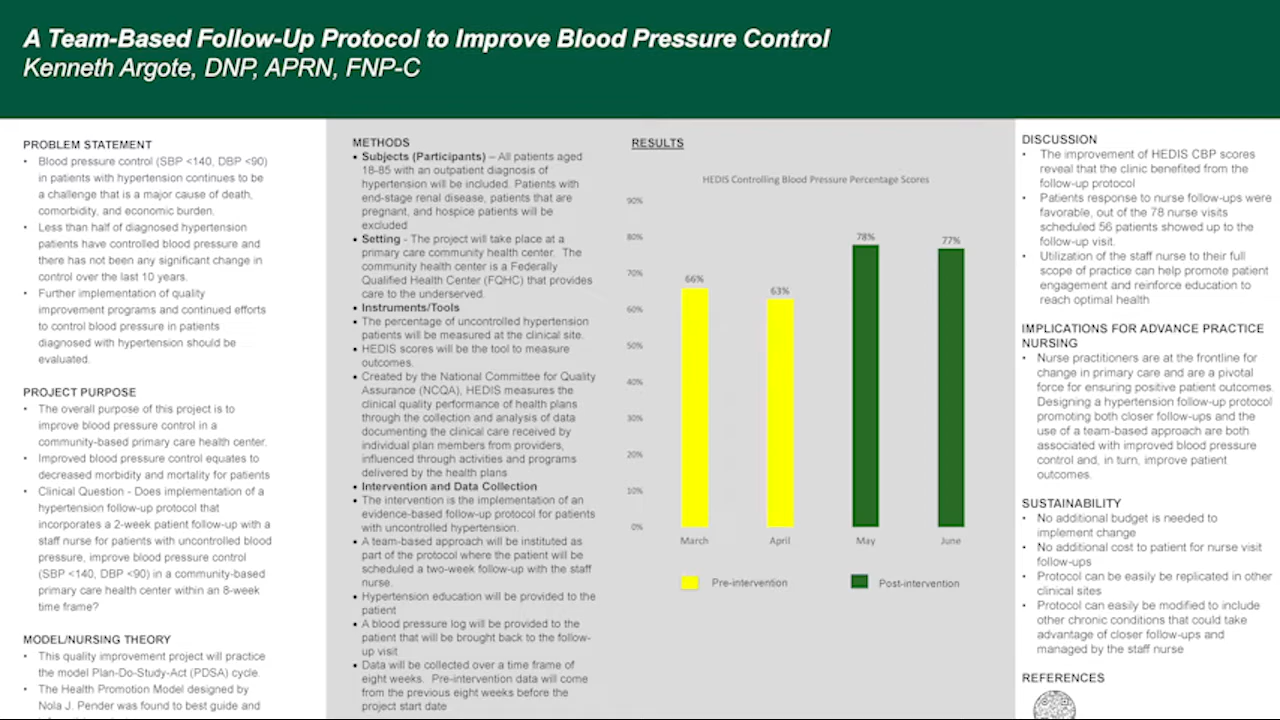 A Team-Based Follow-Up Protocol to Improve Blood Pressure Control
Kenneth Argote, DNP, APRN, FNP-C
PROBLEM STATEMENT
• Blood pressure control (SBP <140, DBP <90)
in patients with hypertension continues to be
a challenge that is a major cause of death,
comorbidity, and economic burden.
• Less than half of diagnosed hypertension
patients have controlled blood pressure and
there has not been any significant change in
control over the last 10 years.
• Further implementation of quality
improvement programs and continued efforts
to control blood pressure in patients
diagnosed with hypertension should be
evaluated.
PROJECT PURPOSE
• The overall purpose of this project is to
improve blood pressure control in a
community-based primary care health center.
• Improved blood pressure control equates to
decreased morbidity and mortality for patients
• Clinical Question - Does implementation of a
hypertension follow-up protocol that
incorporates a 2-week patient follow-up with a
staff nurse for patients with uncontrolled blood
pressure, improve blood pressure control
(SBP <140, DBP <90) in a community-based
primary care health center within an 8-week
time frame?
MODEL/NURSING THEORY
• This quality improvement project will practice
the model Plan-Do-Study-Act (PDSA) cycle.
• The Health Promotion Model designed by
Nola J. Pender was found to best guide and
METHODS
• Subjects (Participants) – All patients aged
18-85 with an outpatient diagnosis of
hypertension will be included. Patients with
end-stage renal disease, patients that are
pregnant, and hospice patients will be
excluded
• Setting - The project will take place at a
primary care community health center. The
community health center is a Federally
Qualified Health Center (FQHC) that provides
care to the underserved.
• Instruments/Tools
• The percentage of uncontrolled hypertension
patients will be measured at the clinical site.
• HEDIS scores will be the tool to measure
outcomes.
• Created by the National Committee for Quality
Assurance (NCQA), HEDIS measures the
clinical quality performance of health plans
through the collection and analysis of data
documenting the clinical care received by
individual plan members from providers,
influenced through activities and programs
delivered by the health plans
• Intervention and Data Collection
• The intervention is the implementation of an
evidence-based follow-up protocol for patients
with uncontrolled hypertension.
• A team-based approach will be instituted as
part of the protocol where the patient will be
scheduled a two-week follow-up with the staff
nurse.
• Hypertension education will be provided to the
patient
• A blood pressure log will be provided to the
patient that will be brought back to the follow-
up visit
• Data will be collected over a time frame of
eight weeks. Pre-intervention data will come
from the previous eight weeks before the
project start date
RESULTS
HEDIS Controlling Blood Pressure Percentage Scores
90%
80%
70%
60%
50%
40%
30%
20%
10%
0%
66%
63%
78%
77%
March April May June
Pre-intervention Post-intervention
DISCUSSION
• The improvement of HEDIS CBP scores
reveal that the clinic benefited from the
follow-up protocol
• Patients response to nurse follow-ups were
favorable, out of the 78 nurse visits
scheduled 56 patients showed up to the
follow-up visit.
• Utilization of the staff nurse to their full
scope of practice can help promote patient
engagement and reinforce education to
reach optimal health
IMPLICATIONS FOR ADVANCE PRACTICE
NURSING
• Nurse practitioners are at the frontline for
change in primary care and are a pivotal
force for ensuring positive patient outcomes.
Designing a hypertension follow-up protocol
promoting both closer follow-ups and the
use of a team-based approach are both
associated with improved blood pressure
control and, in turn, improve patient
outcomes.
SUSTAINABILITY
• No additional budget is needed to
implement change
• No additional cost to patient for nurse visit
follow-ups
• Protocol can be easily be replicated in other
clinical sites
• Protocol can easily be modified to include
other chronic conditions that could take
advantage of closer follow-ups and
managed by the staff nurse
REFERENCES